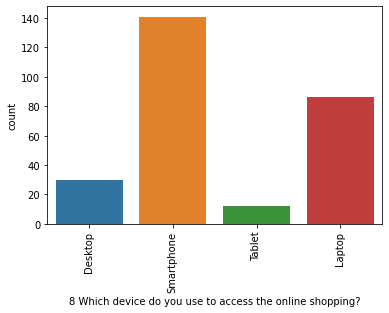 140
120
100
80
60
40
20
0
count
Desktop
Smartphone
Tablet
Laptop
8 Which device do you use to access the online shopping?